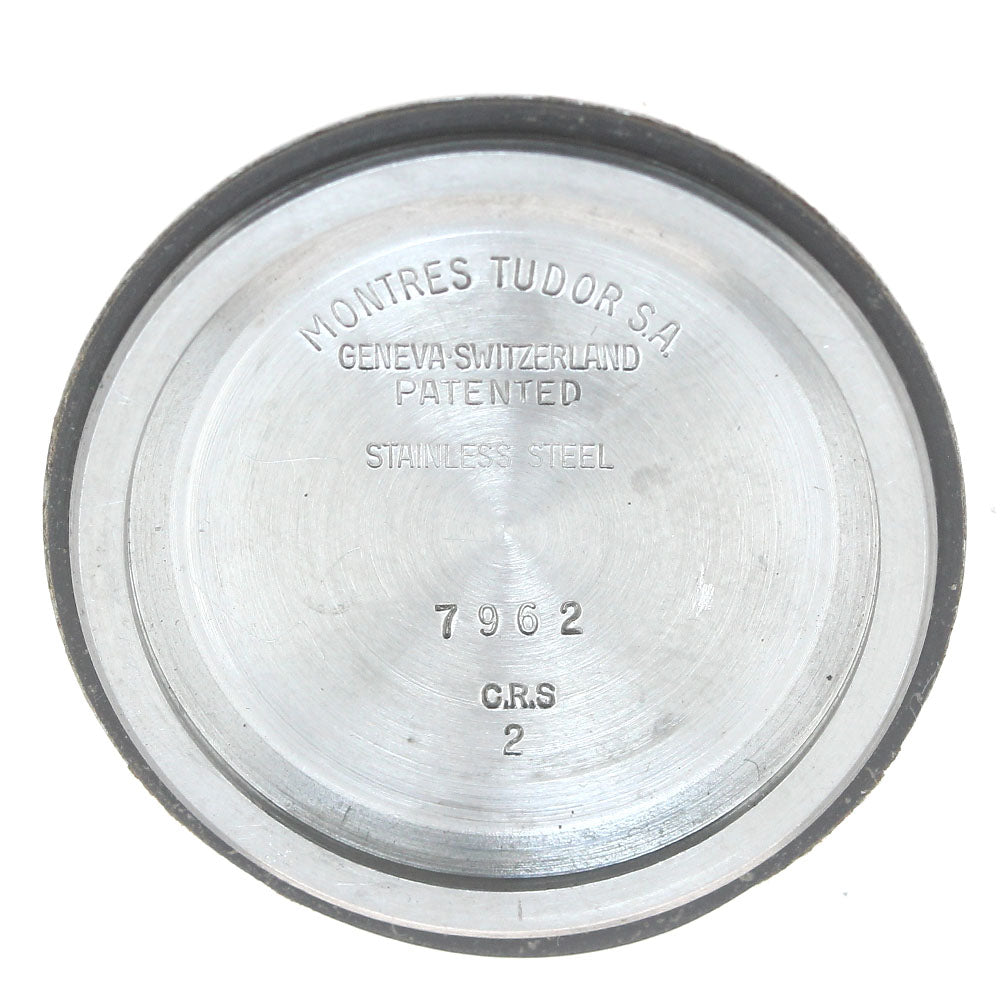 MONTRES TUDOR S.A.
GENEVA·SWITZERLAND
PATENTED
STAINLESS STEEL
7962
C.R.S
2